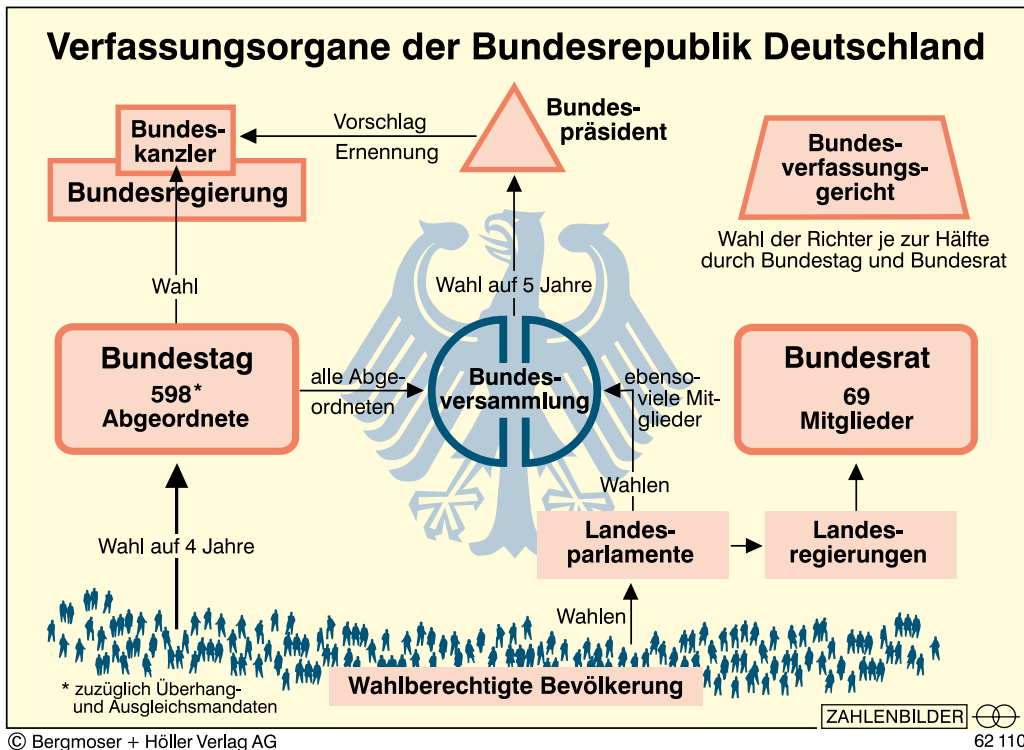 Verfassungsorgane der Bundesrepublik Deutschland
Bundes-
kanzler
Bundesregierung
Vorschlag
Ernennung
Bundes-
präsident
Bundes-
verfassungs-
gericht
Wahl der Richter je zur Hälfte
durch Bundestag und Bundesrat
Wahl
Wahl auf 5 Jahre
Bundestag
598*
Abgeordnete
alle Abge-
ordneten
Bundes-
versammlung
ebenso-
viele Mit-
glieder
Bundesrat
69
Mitglieder
Wahlen
Wahl auf 4 Jahre
Landes-
parlamente
Landes-
regierungen
Wahlen
Wahlberechtigte Bevölkerung
* zuzüglich Überhang-
und Ausgleichsmandaten
ZAHLENBILDER
© Bergmoser + Höller Verlag AG
62 110